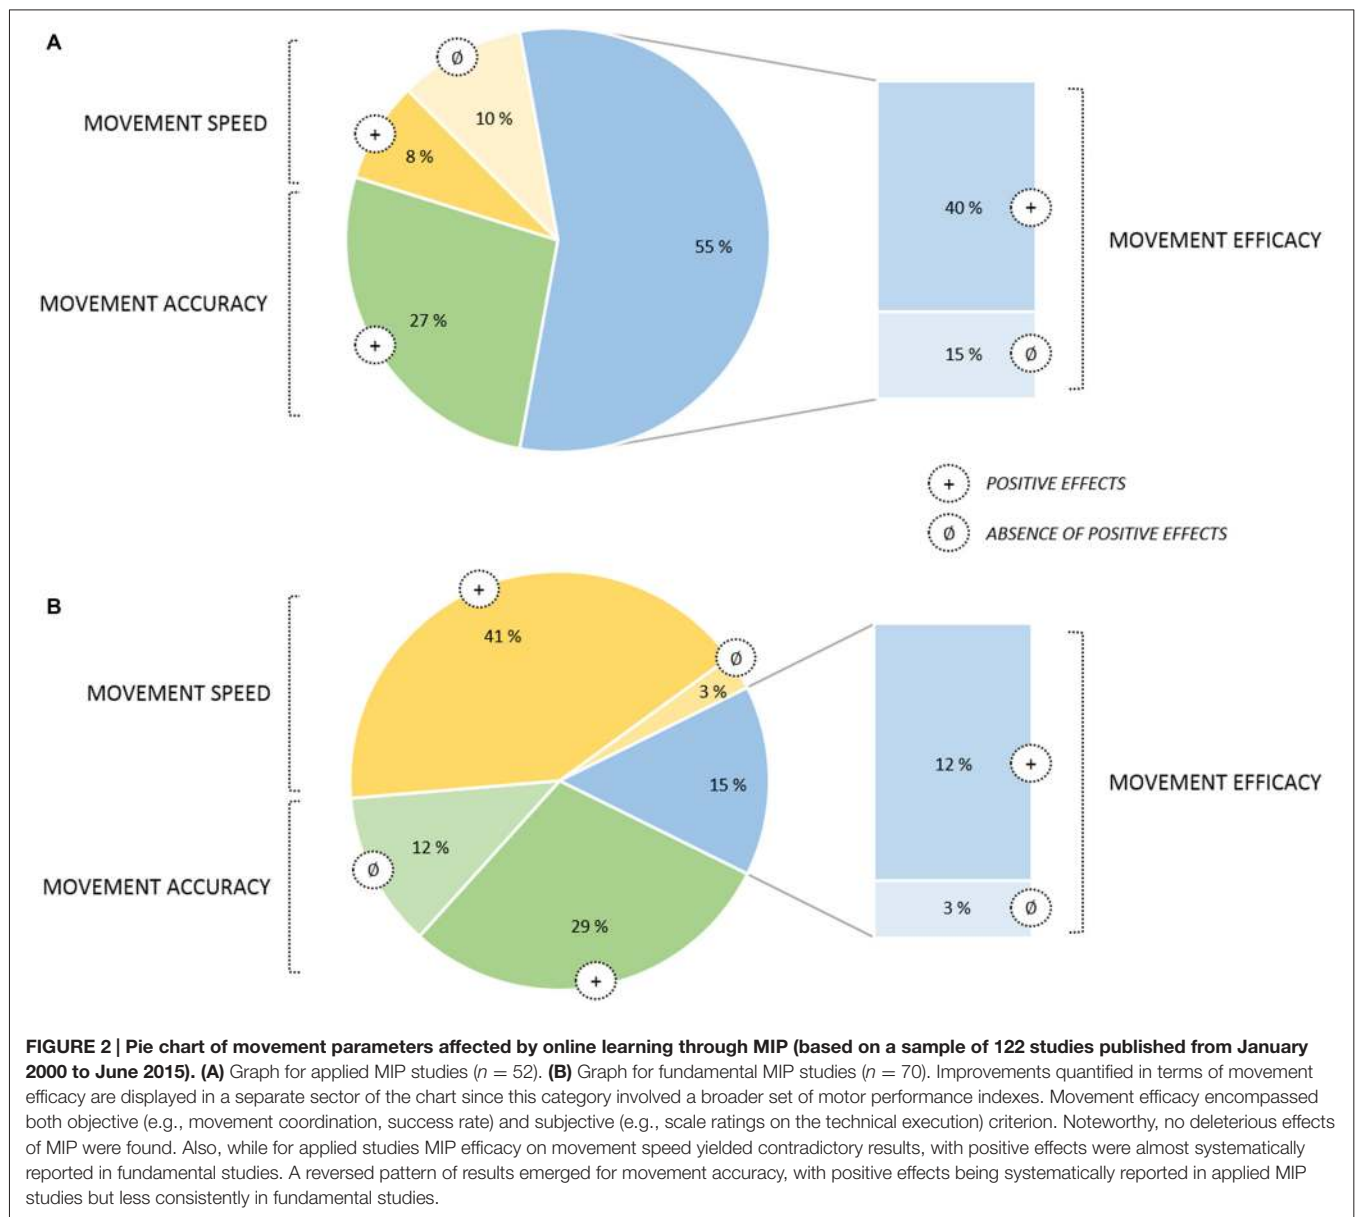 A
MOVEMENT SPEED
Ø
10 %
+
8 %
MOVEMENT ACCURACY
27 %
+
55 %
40 %
+
15 %
Ø
MOVEMENT EFFICACY
+ POSITIVE EFFECTS
Ø ABSENCE OF POSITIVE EFFECTS
B
MOVEMENT SPEED
+
41 %
Ø
3 %
MOVEMENT ACCURACY
12 %
Ø
29 %
+
15 %
12 %
+
3 %
Ø
MOVEMENT EFFICACY
FIGURE 2 | Pie chart of movement parameters affected by online learning through MIP (based on a sample of 122 studies published from January
2000 to June 2015). (A) Graph for applied MIP studies (n = 52). (B) Graph for fundamental MIP studies (n = 70). Improvements quantified in terms of movement
efficacy are displayed in a separate sector of the chart since this category involved a broader set of motor performance indexes. Movement efficacy encompassed
both objective (e.g., movement coordination, success rate) and subjective (e.g., scale ratings on the technical execution) criterion. Noteworthy, no deleterious effects
of MIP were found. Also, while for applied studies MIP efficacy on movement speed yielded contradictory results, with positive effects were almost systematically
reported in fundamental studies. A reversed pattern of results emerged for movement accuracy, with positive effects being systematically reported in applied MIP
studies but less consistently in fundamental studies.